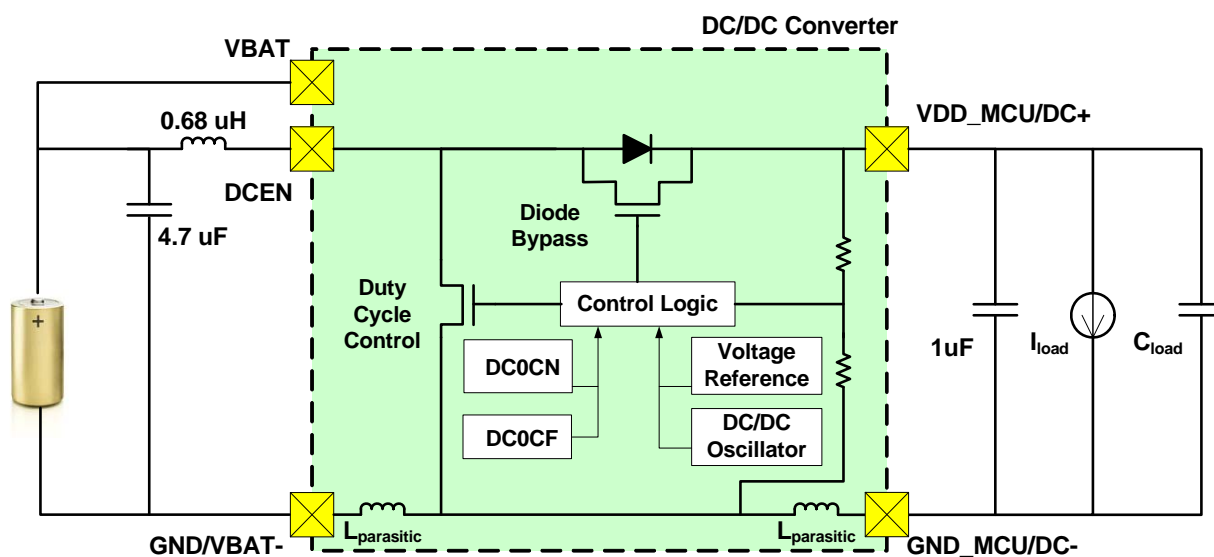 DC/DC Converter
VBAT
0.68 uH
VDD_MCU/DC+
DCEN
4.7 uF
Diode
Bypass
+
Duty
Cycle
Control
Control Logic
1uF
Iload
Cload
DC0CN
Voltage
Reference
DC0CF
DC/DC
Oscillator
Lparasitic
Lparasitic
GND/VBAT-
GND_MCU/DC-